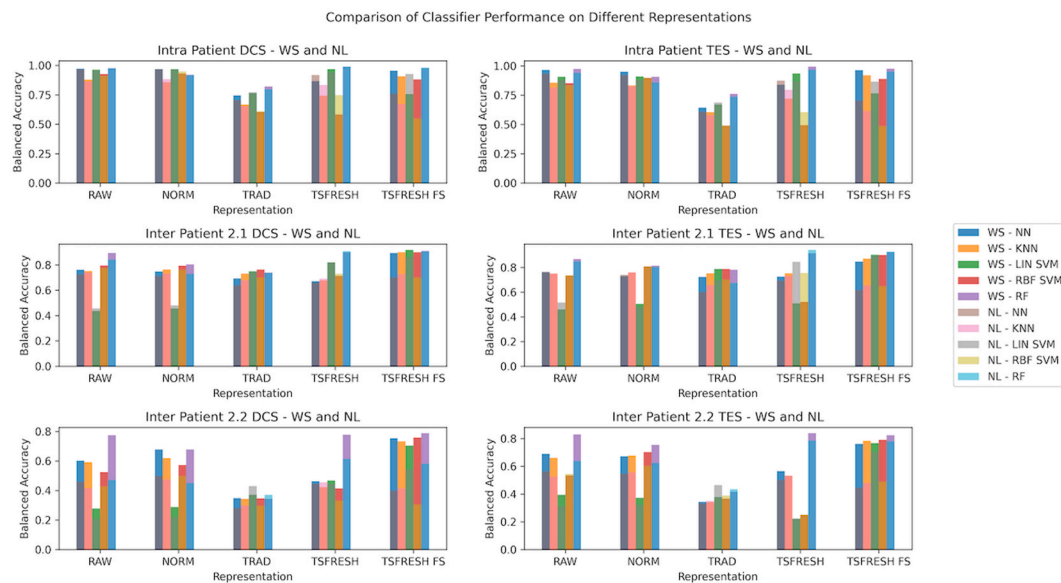 Comparison of Classifier Performance on Different Representations
Intra Patient DCS - WS and NL
Balanced Accuracy
1.00
0.75
0.50
0.25
0.00
RAW NORM TRAD TSFRESH TSFRESH FS
Representation
Intra Patient TES - WS and NL
Balanced Accuracy
1.00
0.75
0.50
0.25
0.00
RAW NORM TRAD TSFRESH TSFRESH FS
Representation
Inter Patient 2.1 DCS - WS and NL
Balanced Accuracy
0.8
0.6
0.4
0.2
0.0
RAW NORM TRAD TSFRESH TSFRESH FS
Representation
Inter Patient 2.1 TES - WS and NL
Balanced Accuracy
0.8
0.6
0.4
0.2
0.0
RAW NORM TRAD TSFRESH TSFRESH FS
Representation
WS - NN
WS - KNN
WS - LIN SVM
WS - RBF SVM
WS - RF
NL - NN
NL - KNN
NL - LIN SVM
NL - RBF SVM
NL - RF
Inter Patient 2.2 DCS - WS and NL
Balanced Accuracy
0.8
0.6
0.4
0.2
0.0
RAW NORM TRAD TSFRESH TSFRESH FS
Representation
Inter Patient 2.2 TES - WS and NL
Balanced Accuracy
0.8
0.6
0.4
0.2
0.0
RAW NORM TRAD TSFRESH TSFRESH FS
Representation